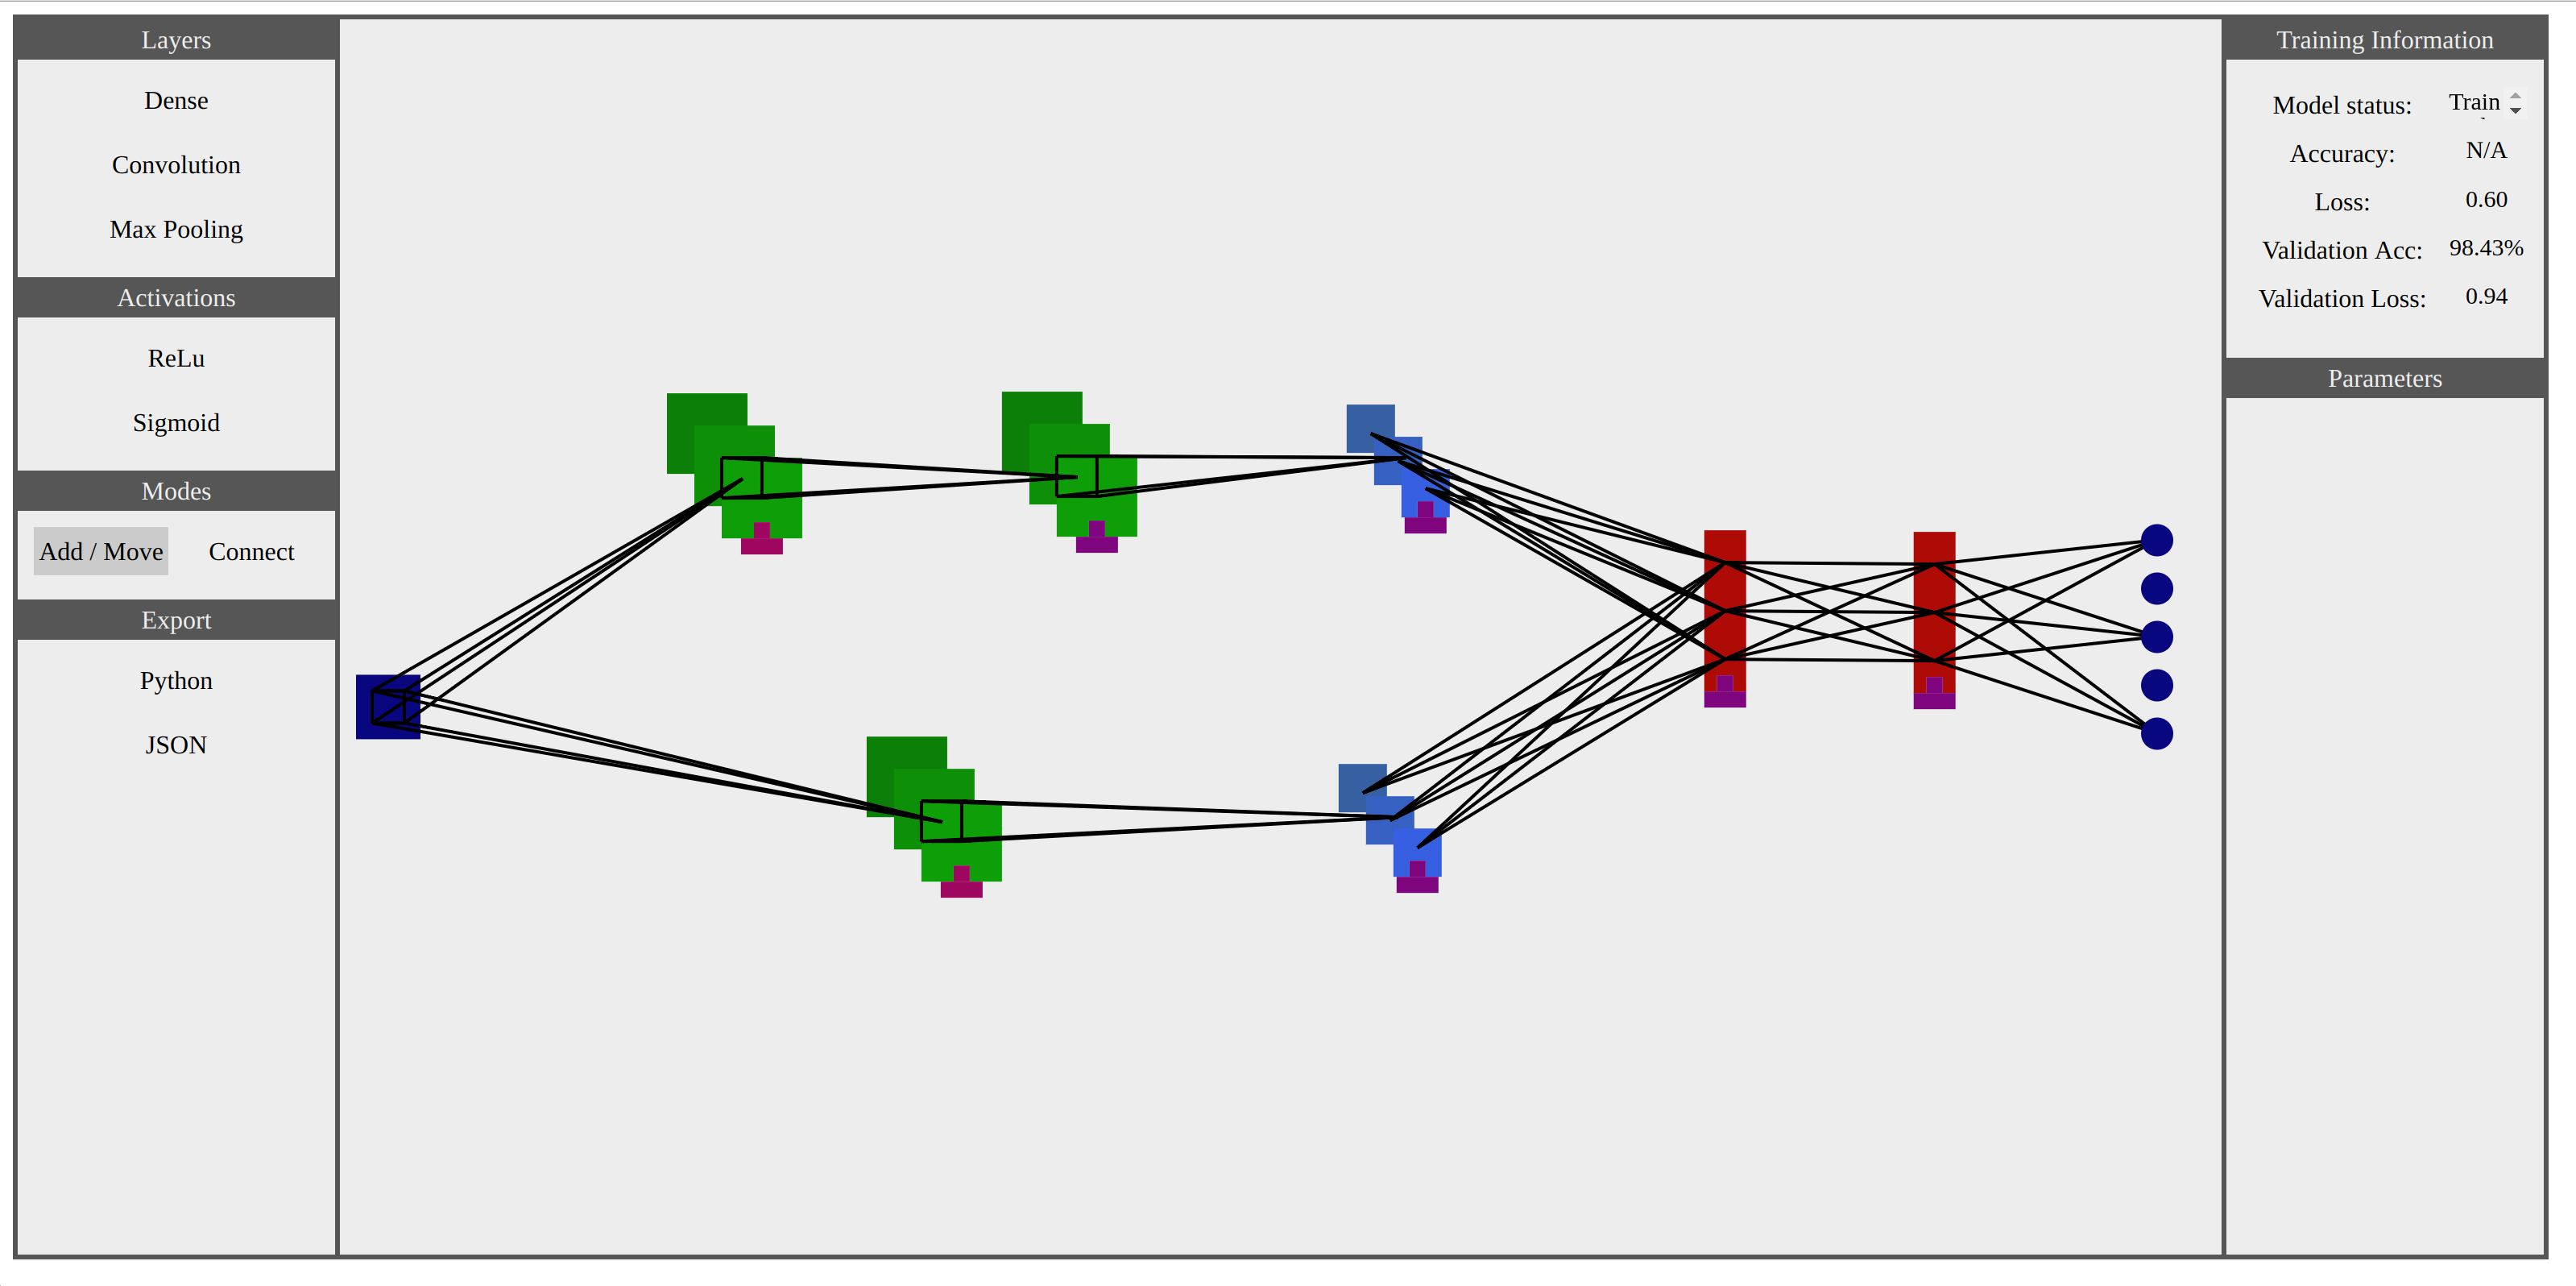 Layers
Dense
Convolution
Max Pooling
Activations
ReLu
Sigmoid
Modes
Add / Move Connect
Export
Python
JSON
Training Information
Model status: Train
Accuracy: N/A
Loss: 0.60
Validation Acc: 98.43%
Validation Loss: 0.94
Parameters